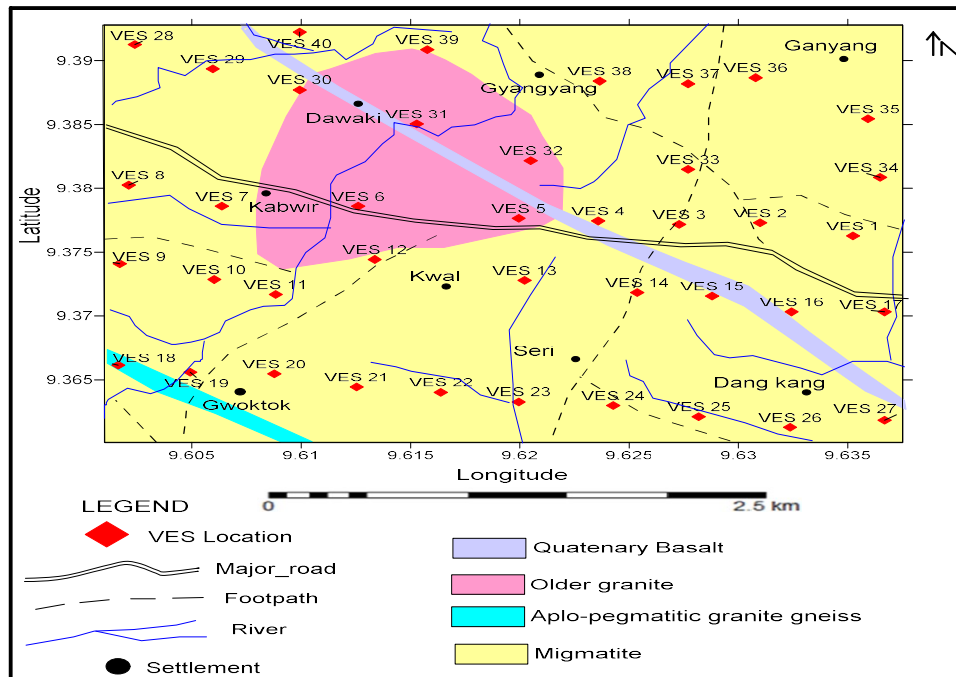 VES 28
VES 40
VES 39
Ganyang
9.39
VES 29
VES 30
Gyangyang
VES 38
VES 37
VES 36
9.385
Dawaki
VES 31
VES 35
VES 32
VES 33
VES 34
9.38
VES 8
VES 7
Kabwir
VES 6
VES 5
VES 4
VES 3
VES 2
VES 1
Latitude
9.375
VES 9
VES 10
VES 11
VES 12
Kwal
VES 13
VES 14
VES 15
VES 16
VES 17
9.37
VES 18
VES 19
VES 20
VES 21
VES 22
VES 23
Seri
VES 24
Dang kang
VES 25
VES 26
VES 27
9.365
Gwoktok
9.605
9.61
9.615
9.62
9.625
9.63
9.635
Longitude
0
2.5 km
LEGEND
VES Location
Major_road
Footpath
River
Settlement
Quatenary Basalt
Older granite
Aplo-pegmatitic granite gneiss
Migmatite